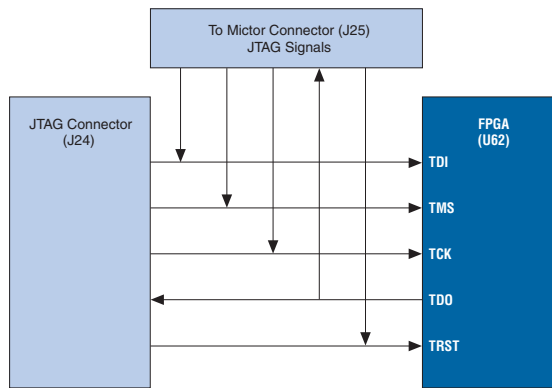 To Mictor Connector (J25)
JTAG Signals
JTAG Connector
(J24)
FPGA
(U62)
TDI
TMS
TCK
TDO
TRST